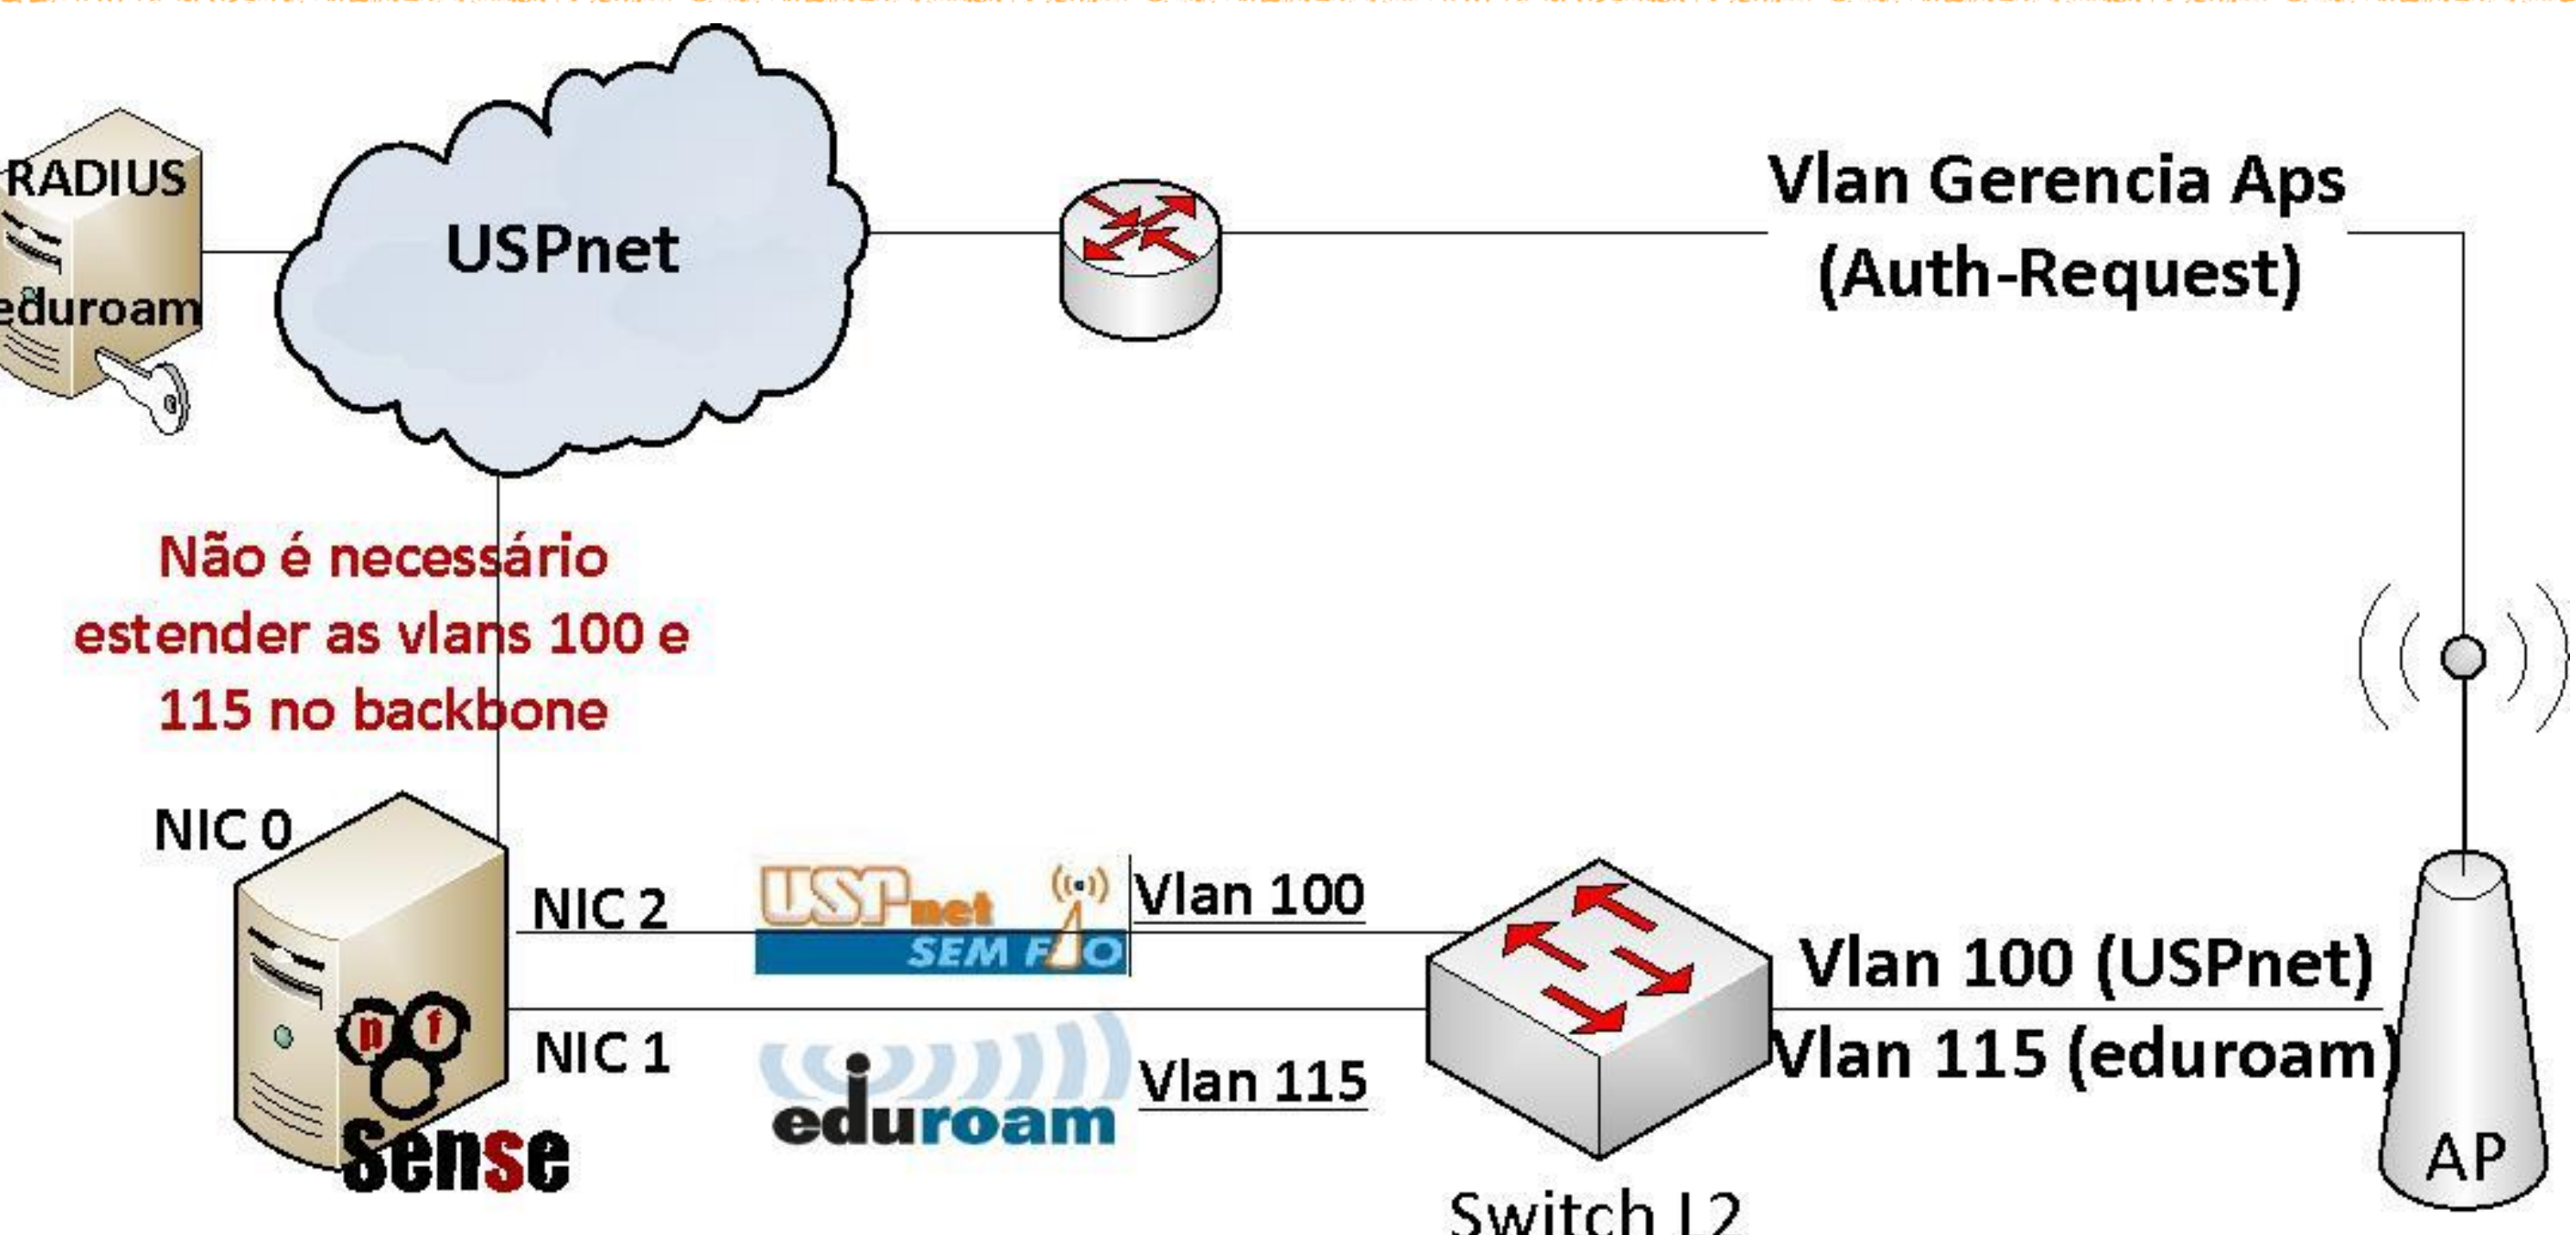 RADIUS
eduroam
USPnet
Vlan Gerencia Aps
(Auth-Request)
Não é necessário
estender as vlans 100 e
115 no backbone
NIC 0
NIC 2
USPnet
SEM FIO
Vlan 100
NIC 1
eduroam
Vlan 115
Vlan 100 (USPnet)
Vlan 115 (eduroam)
pf
Sense
Switch L2
AP